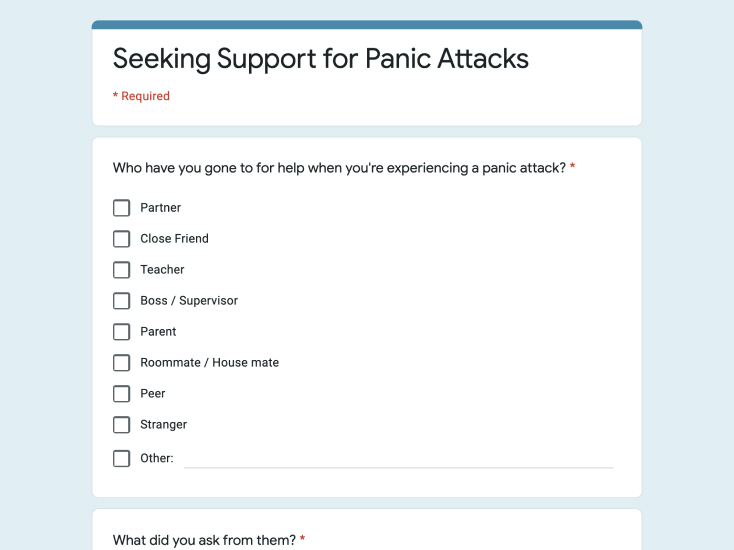 Seeking Support for Panic Attacks
* Required
Who have you gone to for help when you're experiencing a panic attack? *
Partner
Close Friend
Teacher
Boss / Supervisor
Parent
Roommate / House mate
Peer
Stranger
Other:
What did you ask from them? *